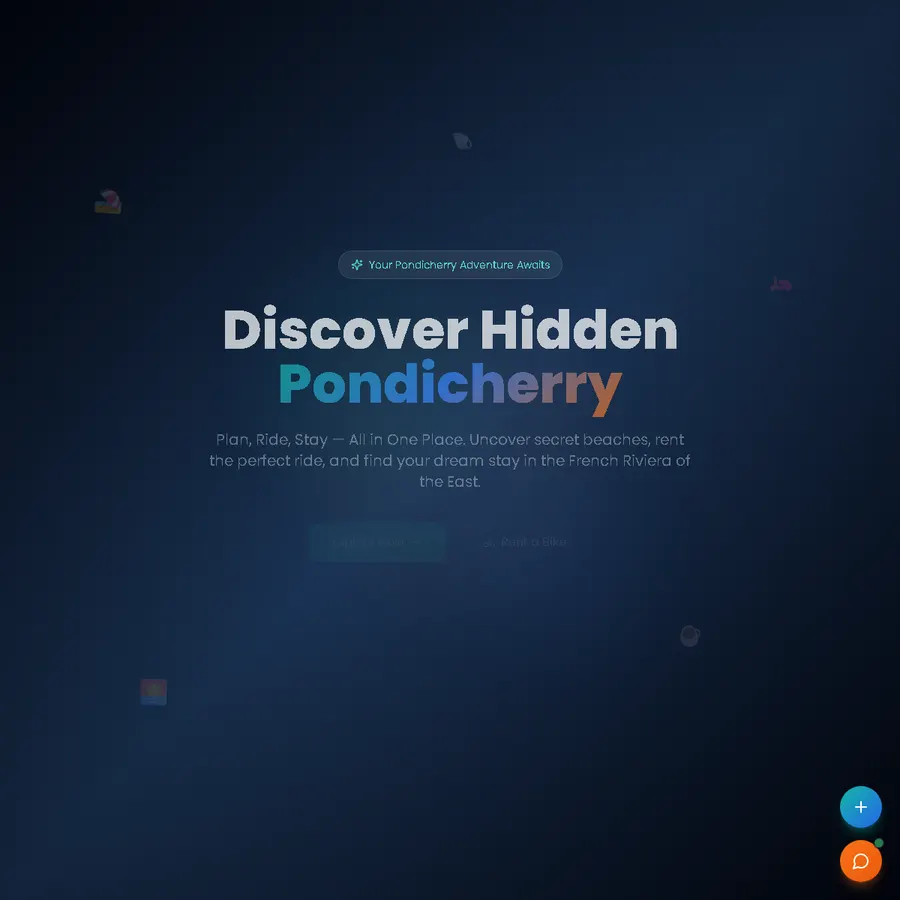 Your Pondicherry Adventure Awaits
Discover Hidden
Pondicherry
Plan, Ride, Stay — All in One Place. Uncover secret beaches, rent
the perfect ride, and find your dream stay in the French Riviera of
the East.
Rent a Bike